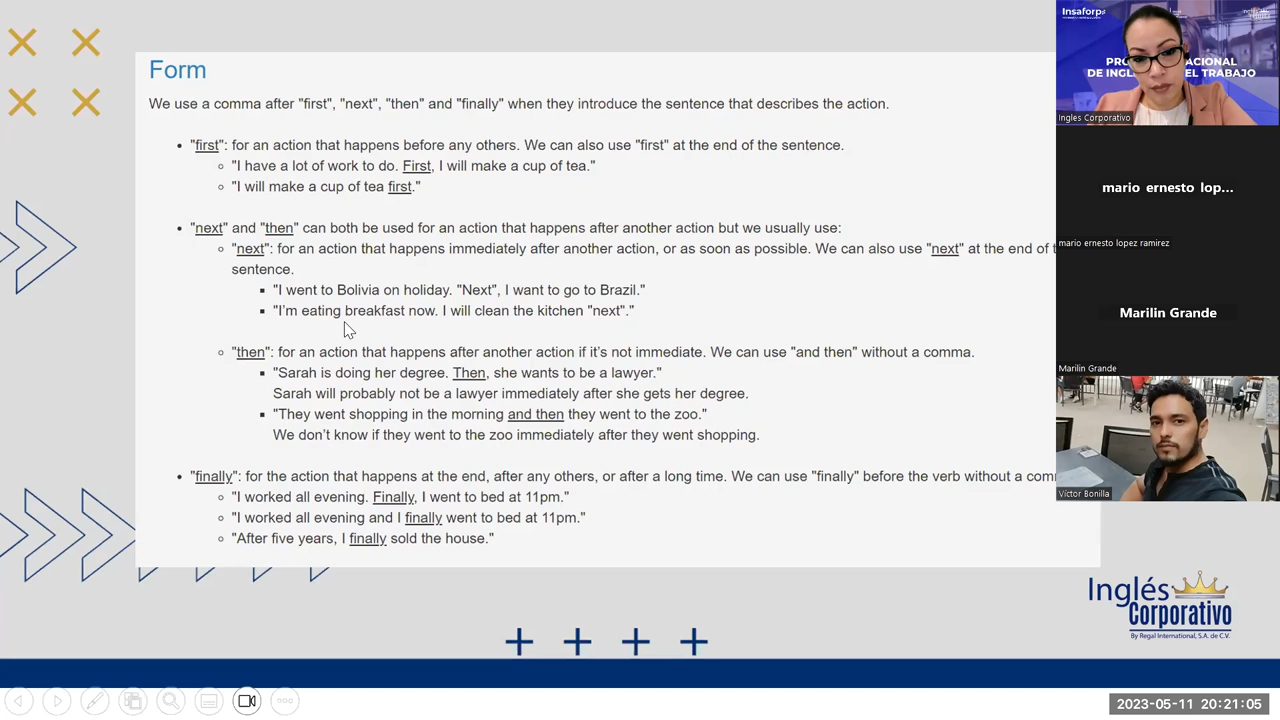 Form
We use a comma after "first", "next", "then" and "finally" when they introduce the sentence that describes the action.
• "first": for an action that happens before any others. We can also use "first" at the end of the sentence.
○ "I have a lot of work to do. First, I will make a cup of tea."
○ "I will make a cup of tea first."
• "next" and "then" can both be used for an action that happens after another action but we usually use:
○ "next": for an action that happens immediately after another action, or as soon as possible. We can also use "next" at the end of t
sentence.
▪ "I went to Bolivia on holiday. "Next", I want to go to Brazil."
▪ "I'm eating breakfast now. I will clean the kitchen "next"."
○ "then": for an action that happens after another action if it's not immediate. We can use "and then" without a comma.
▪ "Sarah is doing her degree. Then, she wants to be a lawyer."
Sarah will probably not be a lawyer immediately after she gets her degree.
▪ "They went shopping in the morning and then they went to the zoo."
We don't know if they went to the zoo immediately after they went shopping.
• "finally": for the action that happens at the end, after any others, or after a long time. We can use "finally" before the verb without a com
○ "I worked all evening. Finally, I went to bed at 11pm."
○ "I worked all evening and I finally went to bed at 11pm."
○ "After five years, I finally sold the house."
Insaforp
PRO ACIONAL
DE INGL EL TRABAJO
Ingles Corporativo
mario ernesto lop...
mario ernesto lopez ramirez
Marilin Grande
Marilin Grande
Víctor Bonilla
Inglés
Corporativo
By Regal International, S.A. de C.V.
2023-05-11 20:21:05